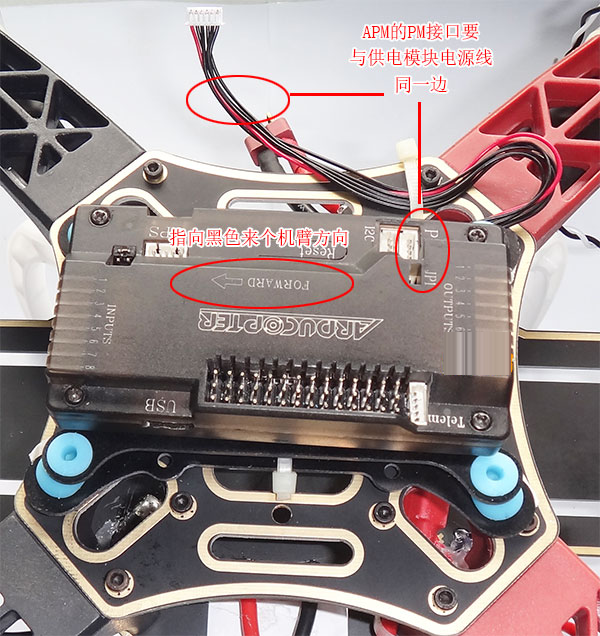 APM的PM接口要
与供电模块电源线
同一边
指向黑色来个机臂方向
Reset
I2C
FORWARD
INPUTS
1 2 3 4 5 6 7 8
OUTPUTS
ARDUCOPTER
USB
Telem